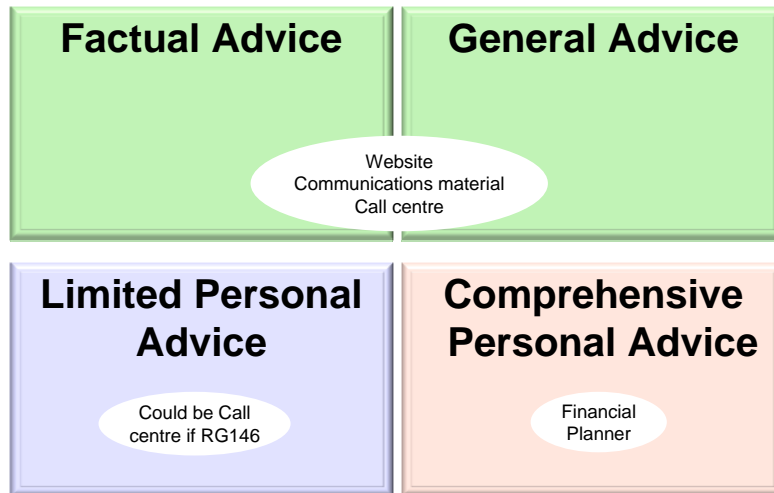 Factual Advice
General Advice
Website
Communications material
Call centre
Limited Personal
Advice
Could be Call
centre if RG146
Comprehensive
Personal Advice
Financial
Planner